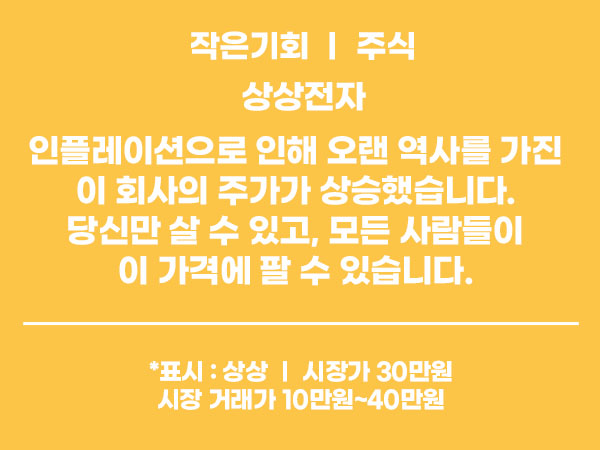 작은기회 ㅣ 주식
상상전자
인플레이션으로 인해 오랜 역사를 가진
이 회사의 주가가 상승했습니다.
당신만 살 수 있고, 모든 사람들이
이 가격에 팔 수 있습니다.
*표시 : 상상 ㅣ 시장가 30만원
시장 거래가 10만원~40만원